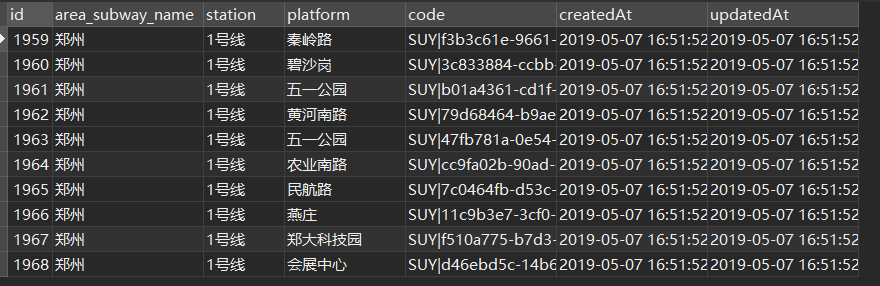 id area_subway_name station platform code createdAt updatedAt
1959 郑州 1号线 秦岭路 SUY|f3b3c61e-9661- 2019-05-07 16:51:52 2019-05-07 16:51:52
1960 郑州 1号线 碧沙岗 SUY|3c833884-ccbb- 2019-05-07 16:51:52 2019-05-07 16:51:52
1961 郑州 1号线 五一公园 SUY|b01a4361-cd1f- 2019-05-07 16:51:52 2019-05-07 16:51:52
1962 郑州 1号线 黄河南路 SUY|79d68464-b9ae 2019-05-07 16:51:52 2019-05-07 16:51:52
1963 郑州 1号线 五一公园 SUY|47fb781a-0e54- 2019-05-07 16:51:52 2019-05-07 16:51:52
1964 郑州 1号线 农业南路 SUY|cc9fa02b-90ad- 2019-05-07 16:51:52 2019-05-07 16:51:52
1965 郑州 1号线 民航路 SUY|7c0464fb-d53c- 2019-05-07 16:51:52 2019-05-07 16:51:52
1966 郑州 1号线 燕庄 SUY|11c9b3e7-3cf0- 2019-05-07 16:51:52 2019-05-07 16:51:52
1967 郑州 1号线 郑大科技园 SUY|f510a775-b7d3- 2019-05-07 16:51:52 2019-05-07 16:51:52
1968 郑州 1号线 会展中心 SUY|d46ebd5c-14b6 2019-05-07 16:51:52 2019-05-07 16:51:52